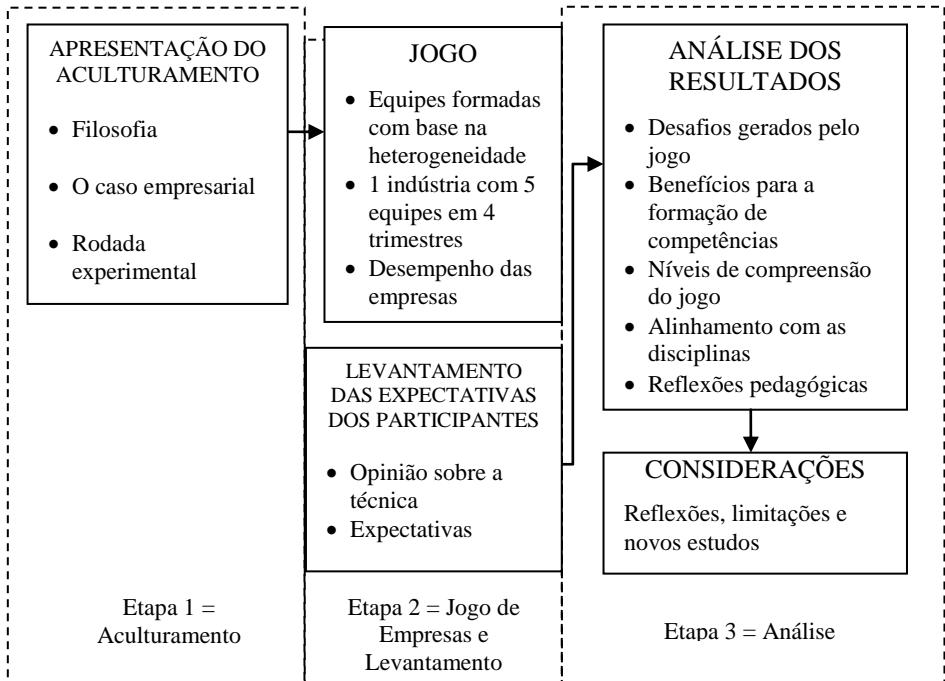 APRESENTAÇÃO DO
ACULTURAMENTO
• Filosofia
• O caso empresarial
• Rodada
experimental
JOGO
• Equipes formadas
com base na
heterogeneidade
• 1 indústria com 5
equipes em 4
trimestres
• Desempenho das
empresas
LEVANTAMENTO
DAS EXPECTATIVAS
DOS PARTICIPANTES
• Opinião sobre a
técnica
• Expectativas
ANÁLISE DOS
RESULTADOS
• Desafios gerados pelo
jogo
• Benefícios para a
formação de
competências
• Níveis de compreensão
do jogo
• Alinhamento com as
disciplinas
• Reflexões pedagógicas
CONSIDERAÇÕES
Reflexões, limitações e
novos estudos
Etapa 1 =
Aculturamento
Etapa 2 = Jogo de
Empresas e
Levantamento
Etapa 3 = Análise